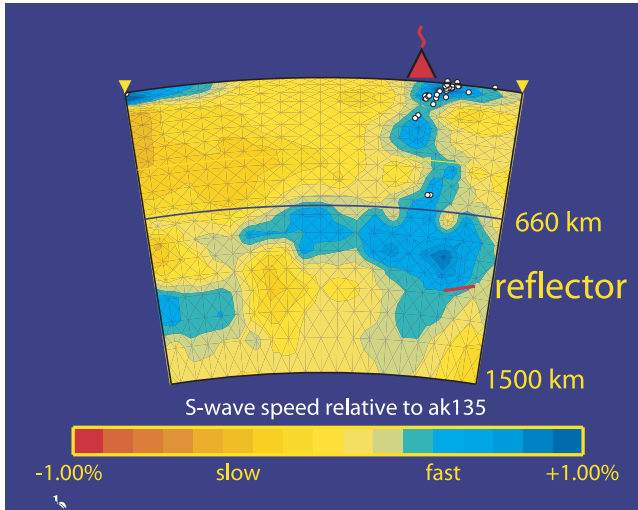 660 km
reflector
1500 km
S-wave speed relative to ak135
-1.00% slow fast +1.00%